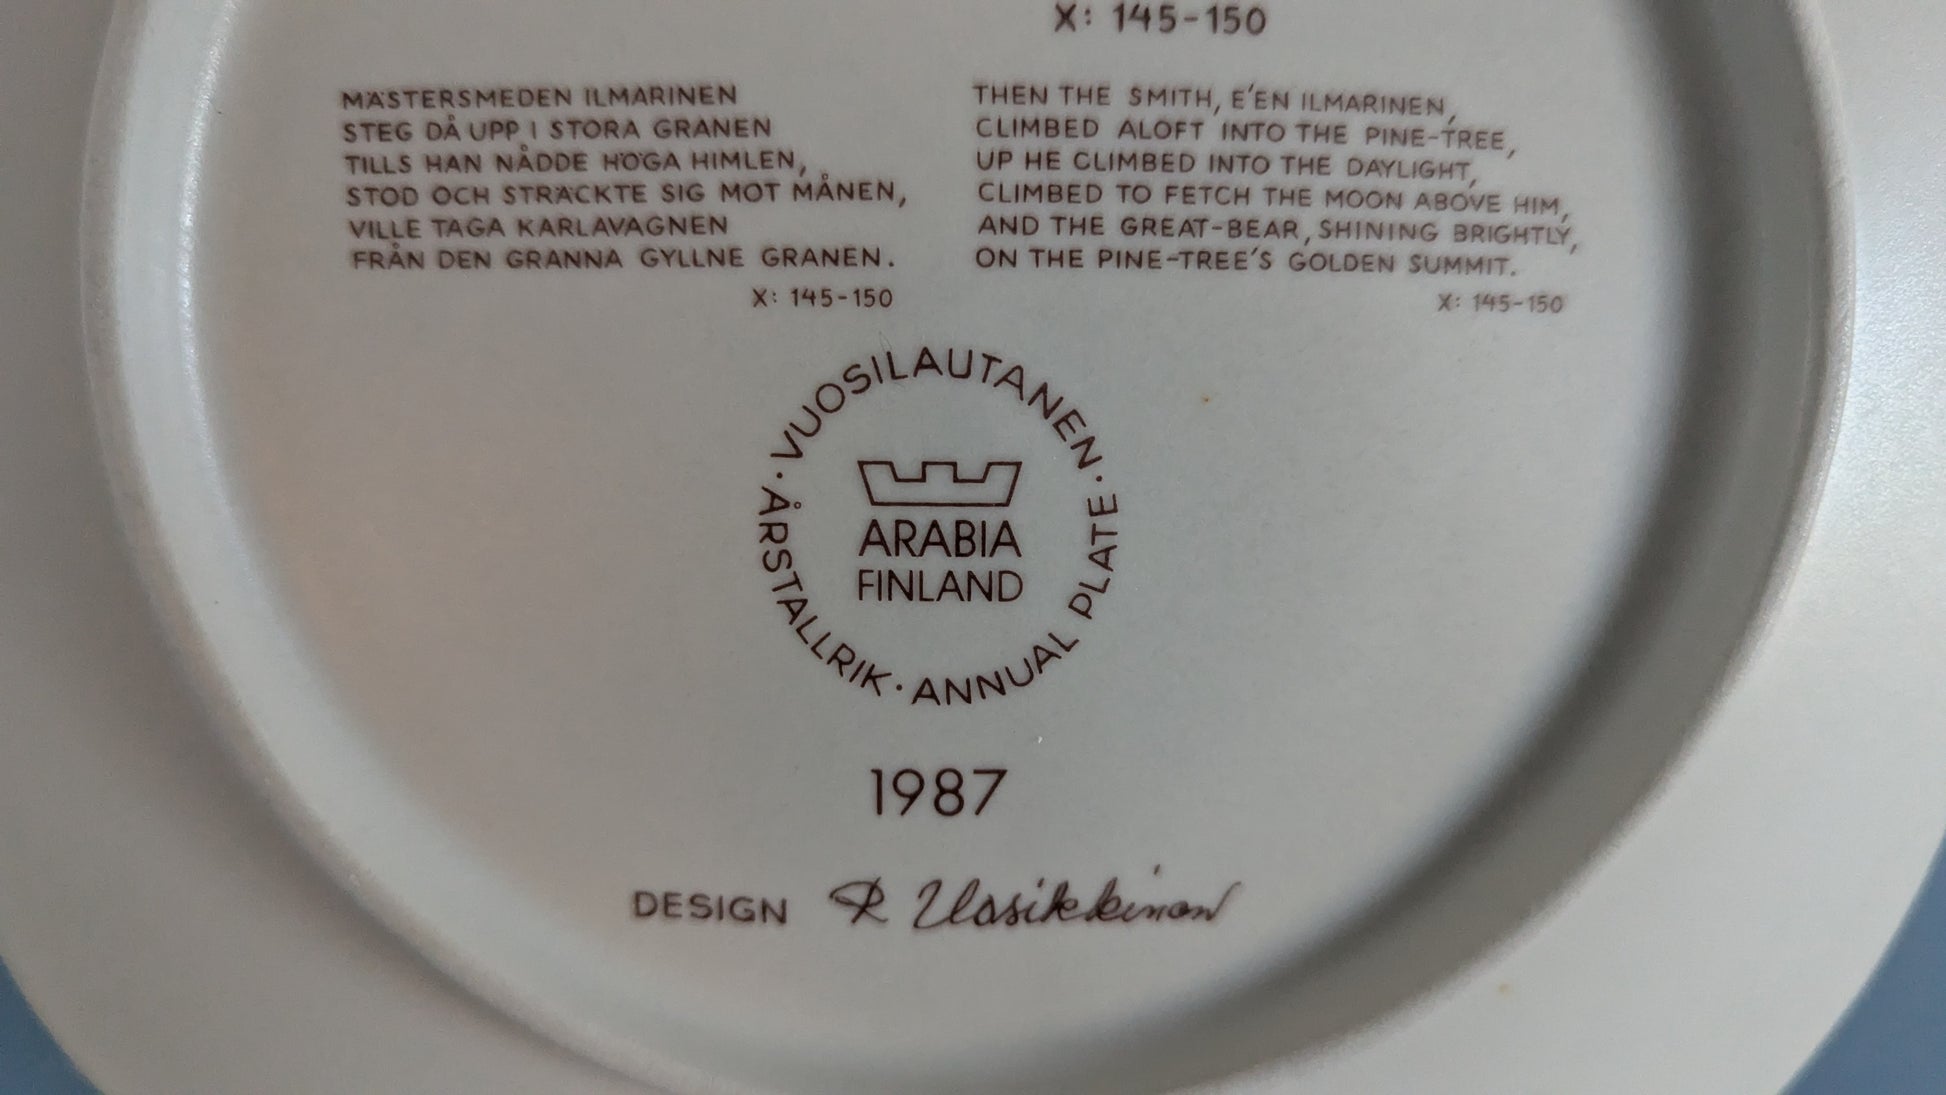 X: 145-150
MÄSTERSMEDEN ILMARINEN
STEG DÅ UPP I STORA GRANEN
TILLS HAN NÅDDE HÖGA HIMLEN,
STOD OCH STRÄCKTE SIG MOT MÅNEN,
VILLE TAGA KARLAVAGNEN
FRÅN DEN GRANNA GYLLNE GRANEN.
X: 145-150
THEN THE SMITH, E'EN ILMARINEN,
CLIMBED ALOFT INTO THE PINE-TREE,
UP HE CLIMBED INTO THE DAYLIGHT,
CLIMBED TO FETCH THE MOON ABOVE HIM,
AND THE GREAT-BEAR, SHINING BRIGHTLY,
ON THE PINE-TREE'S GOLDEN SUMMIT.
X: 145-150
· VUOSILAUTANEN · ANNUAL PLATE · ÅRSTALLRIK
ARABIA
FINLAND
1987
DESIGN R Uosikkinen